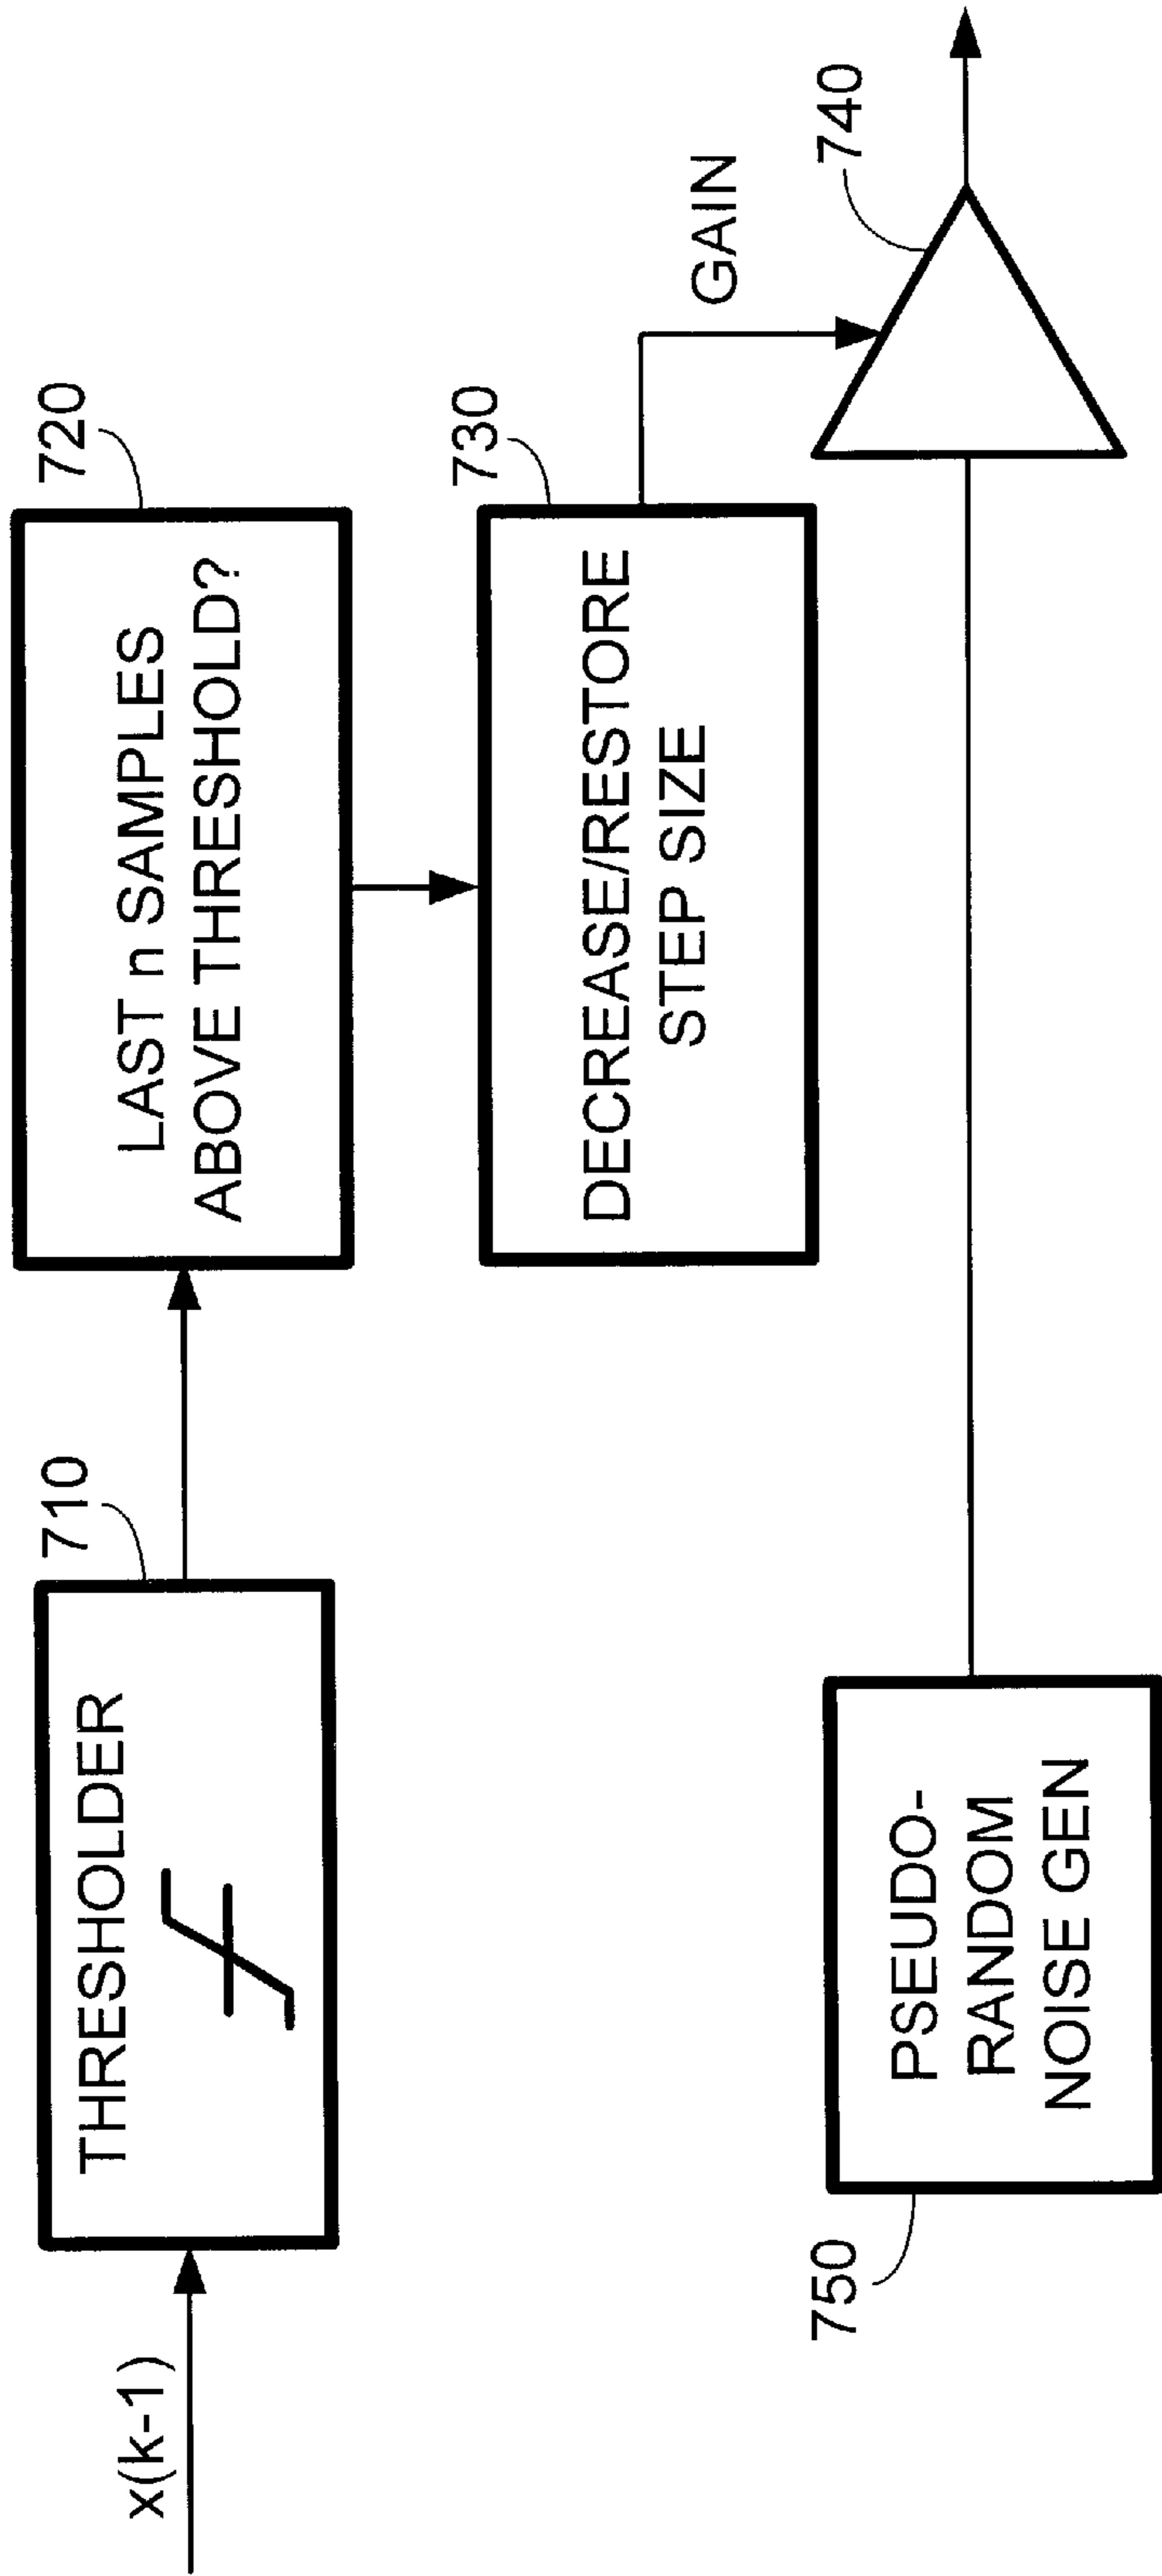 x(k-1)
THRESHOLDER
710
LAST n SAMPLES
ABOVE THRESHOLD?
720
DECREASE/RESTORE
STEP SIZE
730
GAIN
740
PSEUDO-
RANDOM
NOISE GEN
750